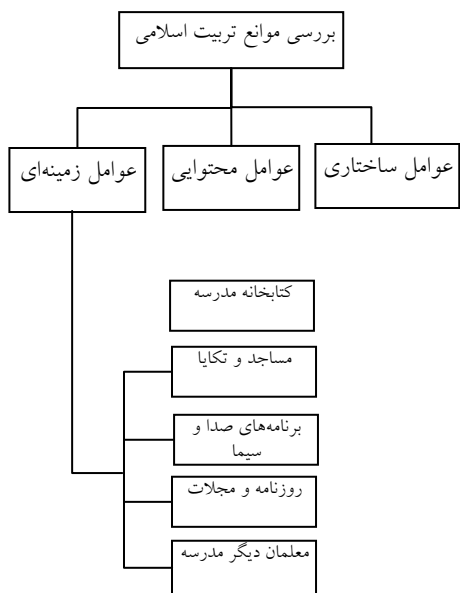 بررسی موانع تربیت اسلامی
عوامل ساختاری
عوامل محتوایی
عوامل زمینه‌ای
کتابخانه مدرسه
مساجد و تکایا
برنامه‌های صدا و
سیما
روزنامه و مجلات
معلمان دیگر مدرسه